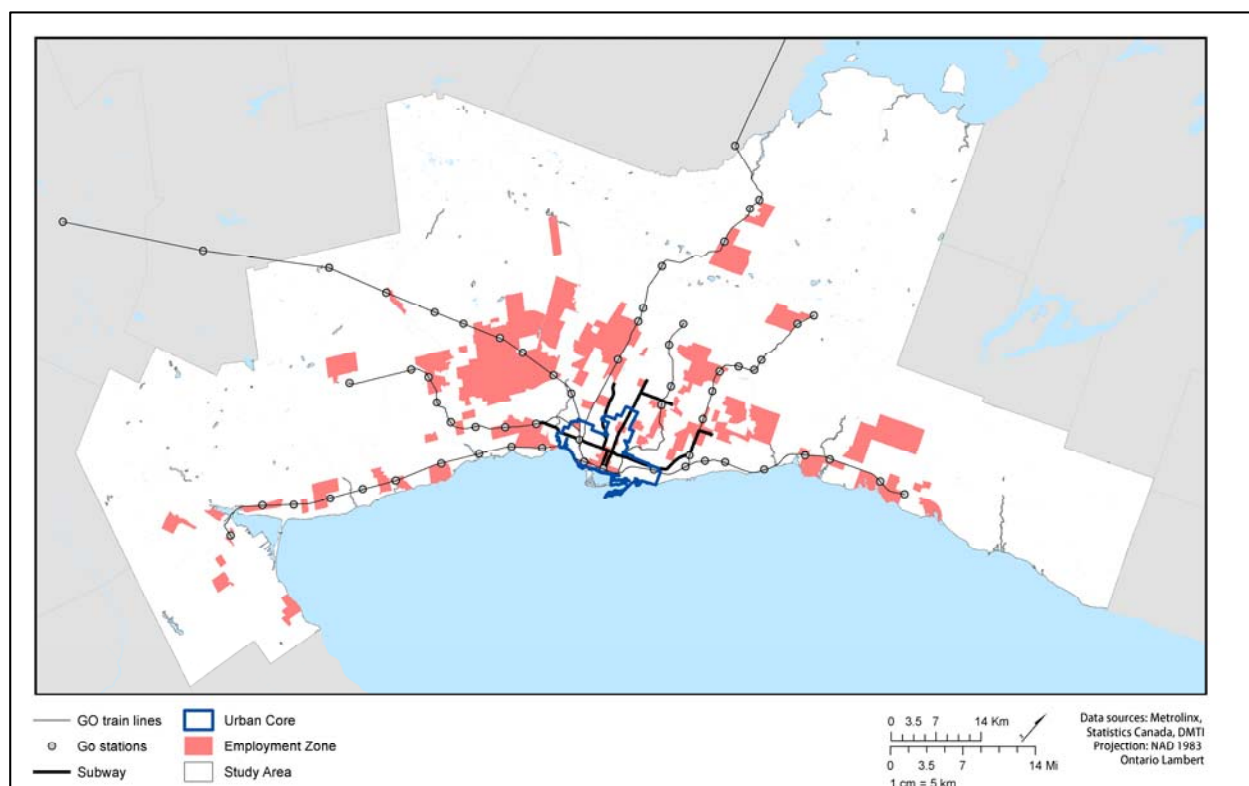 GO train lines
Go stations
Subway
Urban Core
Employment Zone
Study Area
0 3.5 7 14 Km
0 3.5 7 14 Mi
1 cm = 5 km
Data sources: Metrolinx,
Statistics Canada, DMTI
Projection: NAD 1983
Ontario Lambert